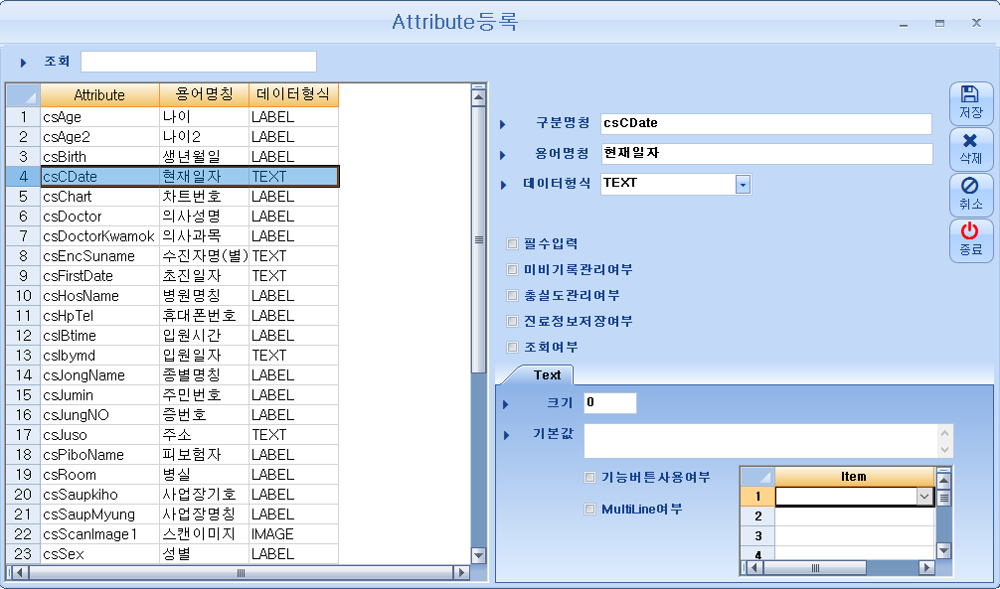 Attribute등록
조회
Attribute 용어명칭 데이터형식
1 csAge 나이 LABEL
2 csAge2 나이2 LABEL
3 csBirth 생년월일 LABEL
4 csCDate 현재일자 TEXT
5 csChart 차트번호 LABEL
6 csDoctor 의사성명 LABEL
7 csDoctorKwamok 의사과목 LABEL
8 csEncSuname 수진자명(별) TEXT
9 csFirstDate 초진일자 TEXT
10 csHosName 병원명칭 LABEL
11 csHpTel 휴대폰번호 LABEL
12 csIBtime 입원시간 LABEL
13 csIbymd 입원일자 TEXT
14 csJongName 종별명칭 LABEL
15 csJumin 주민번호 LABEL
16 csJungNO 증번호 LABEL
17 csJuso 주소 TEXT
18 csPiboName 피보험자 LABEL
19 csRoom 병실 LABEL
20 csSaupkiho 사업장기호 LABEL
21 csSaupMyung 사업장명칭 LABEL
22 csScanImage1 스캔이미지 IMAGE
23 csSex 성별 LABEL
구분명칭 csCDate
용어명칭 현재일자
데이터형식 TEXT
필수입력
미비기록관리여부
충실도관리여부
진료정보저장여부
조회여부
Text
크기 0
기본값
기능버튼사용여부
MultiLine여부
Item
1
2
3
4
저장
삭제
취소
종료